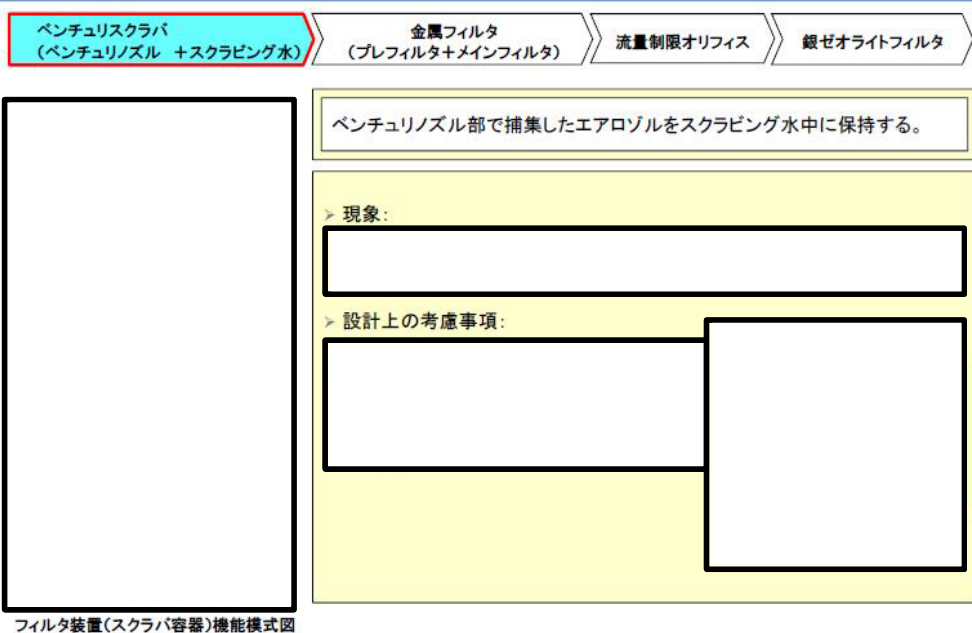 ベンチュリスクラバ
(ベンチュリノズル　+スクラビング水)
金属フィルタ
(プレフィルタ+メインフィルタ)
流量制限オリフィス
銀ゼオライトフィルタ
ベンチュリノズル部で捕集したエアロゾルをスクラビング水中に保持する。
➢ 現象:
➢ 設計上の考慮事項:
フィルタ装置(スクラバ容器)機能模式図